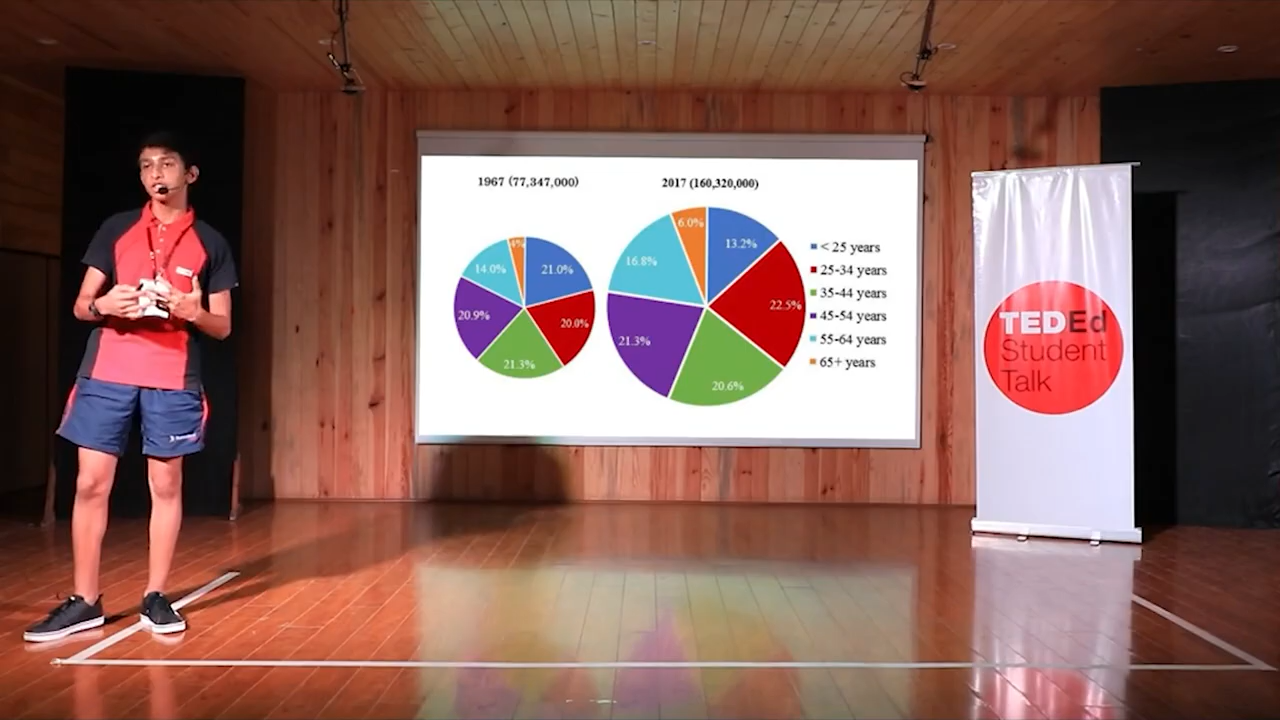 1967 (77,347,000)
2017 (160,320,000)
4%
21.0%
14.0%
20.0%
20.9%
21.3%
6.0%
13.2%
16.8%
22.5%
21.3%
20.6%
< 25 years
25-34 years
35-44 years
45-54 years
55-64 years
65+ years
TEDEd
Student
Talk